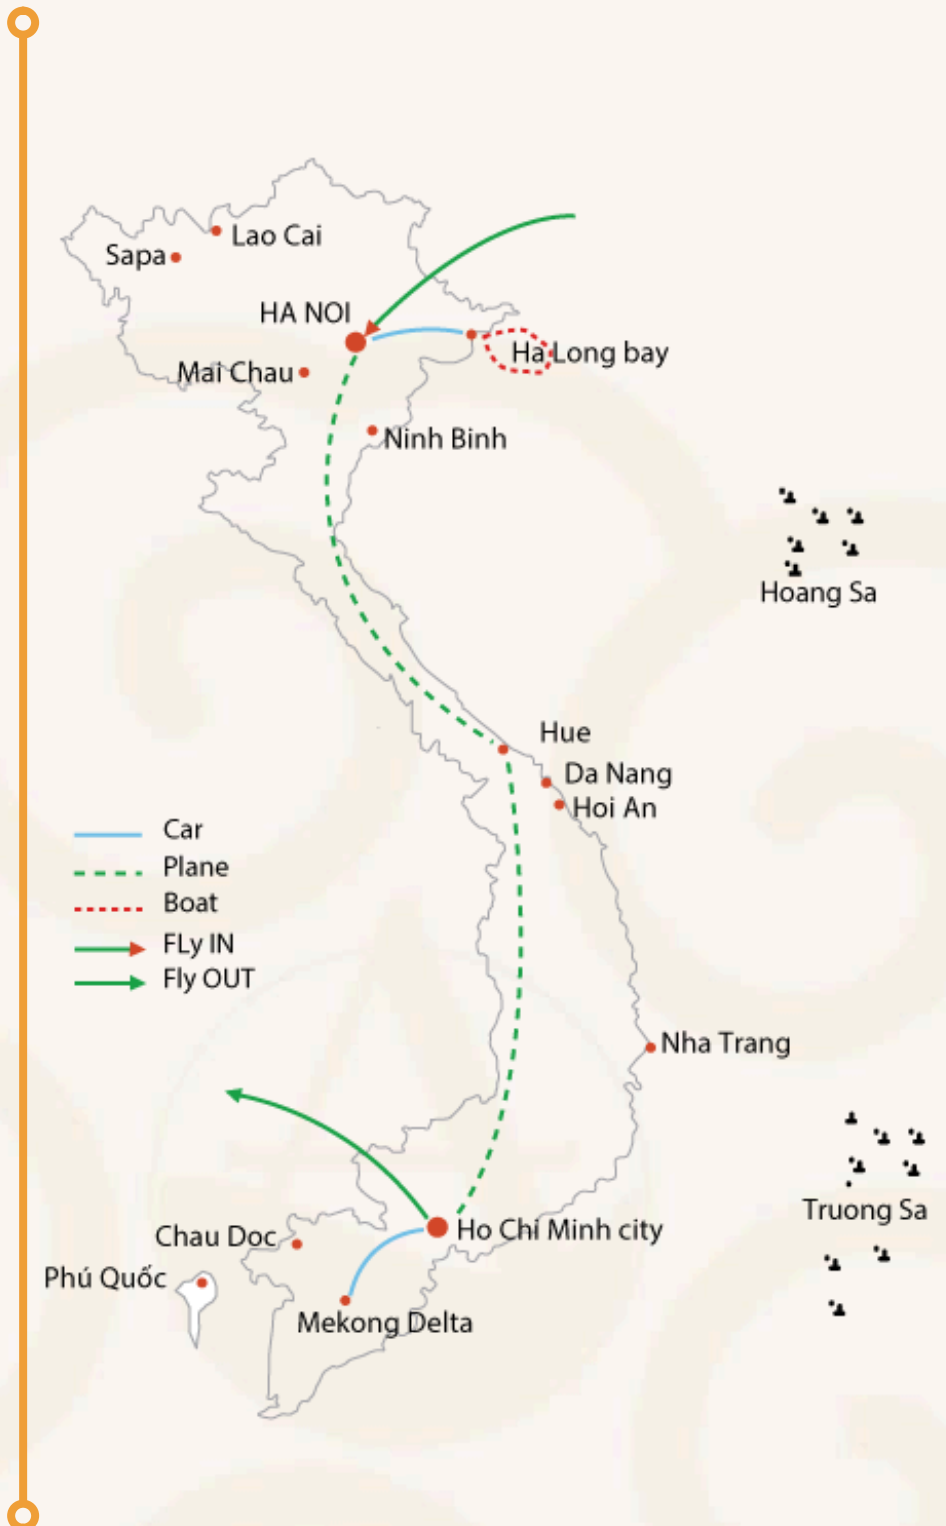 Lao Cai
Sapa
HA NOI
Ha Long bay
Mai Chau
Ninh Binh
Hoang Sa
Hue
Da Nang
Hoi An
Car
Plane
Boat
FLy IN
Fly OUT
Nha Trang
Truong Sa
Ho Chi Minh city
Chau Doc
Phú Quốc
Mekong Delta